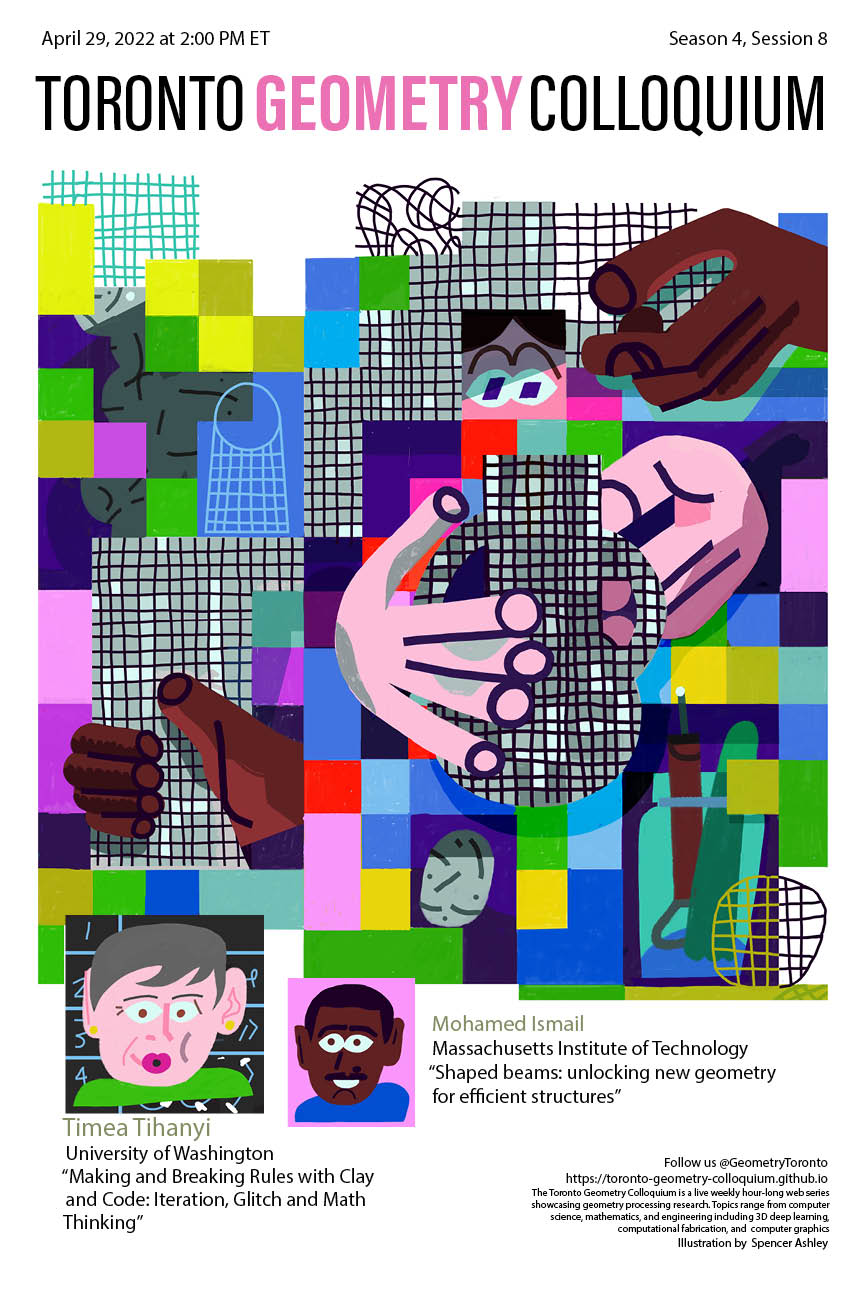 April 29, 2022 at 2:00 PM ET
Season 4, Session 8
TORONTO GEOMETRY COLLOQUIUM
1
2
3
4
Mohamed Ismail
Massachusetts Institute of Technology
“Shaped beams: unlocking new geometry
for efficient structures”
Timea Tihanyi
University of Washington
“Making and Breaking Rules with Clay
and Code: Iteration, Glitch and Math
Thinking”
Follow us @GeometryToronto
https://toronto-geometry-colloquium.github.io
The Toronto Geometry Colloquium is a live weekly hour-long web series
showcasing geometry processing research. Topics range from computer
science, mathematics, and engineering including 3D deep learning,
computational fabrication, and computer graphics
Illustration by Spencer Ashley